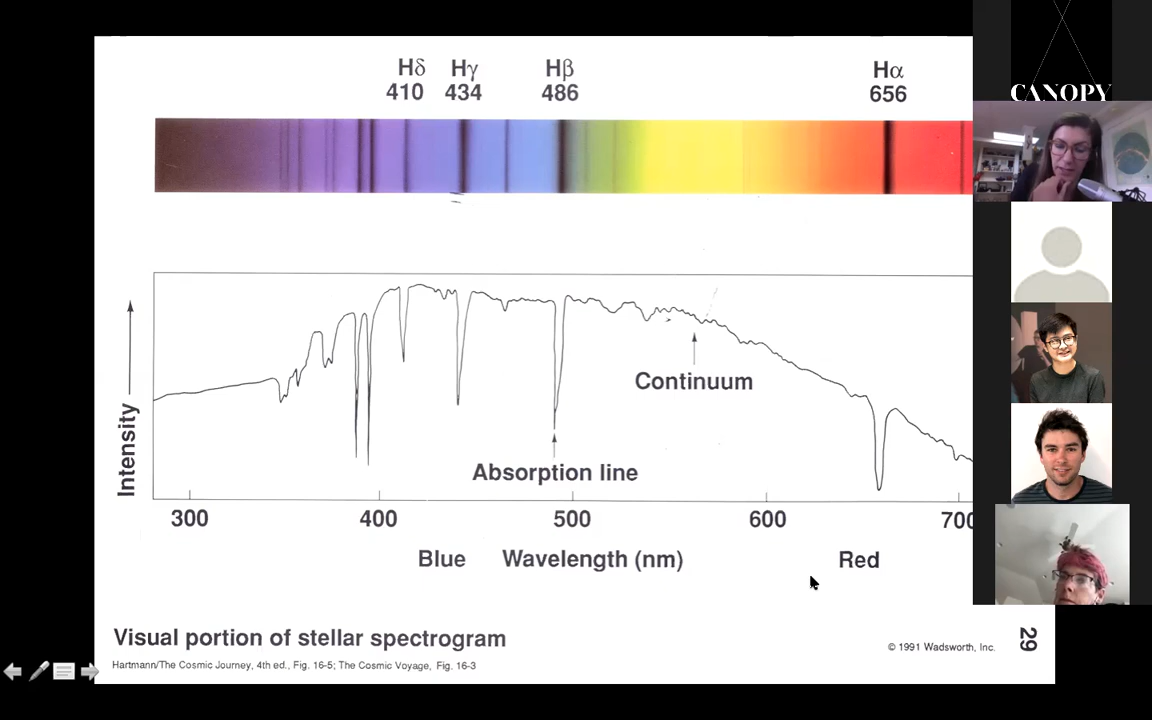 Hδ Hγ Hβ Hα
410 434 486 656
CANOPY
Intensity
Continuum
Absorption line
300 400 500 600 700
Blue Wavelength (nm) Red
Visual portion of stellar spectrogram
Hartmann/The Cosmic Journey, 4th ed., Fig. 16-5; The Cosmic Voyage, Fig. 16-3
© 1991 Wadsworth, Inc.
29